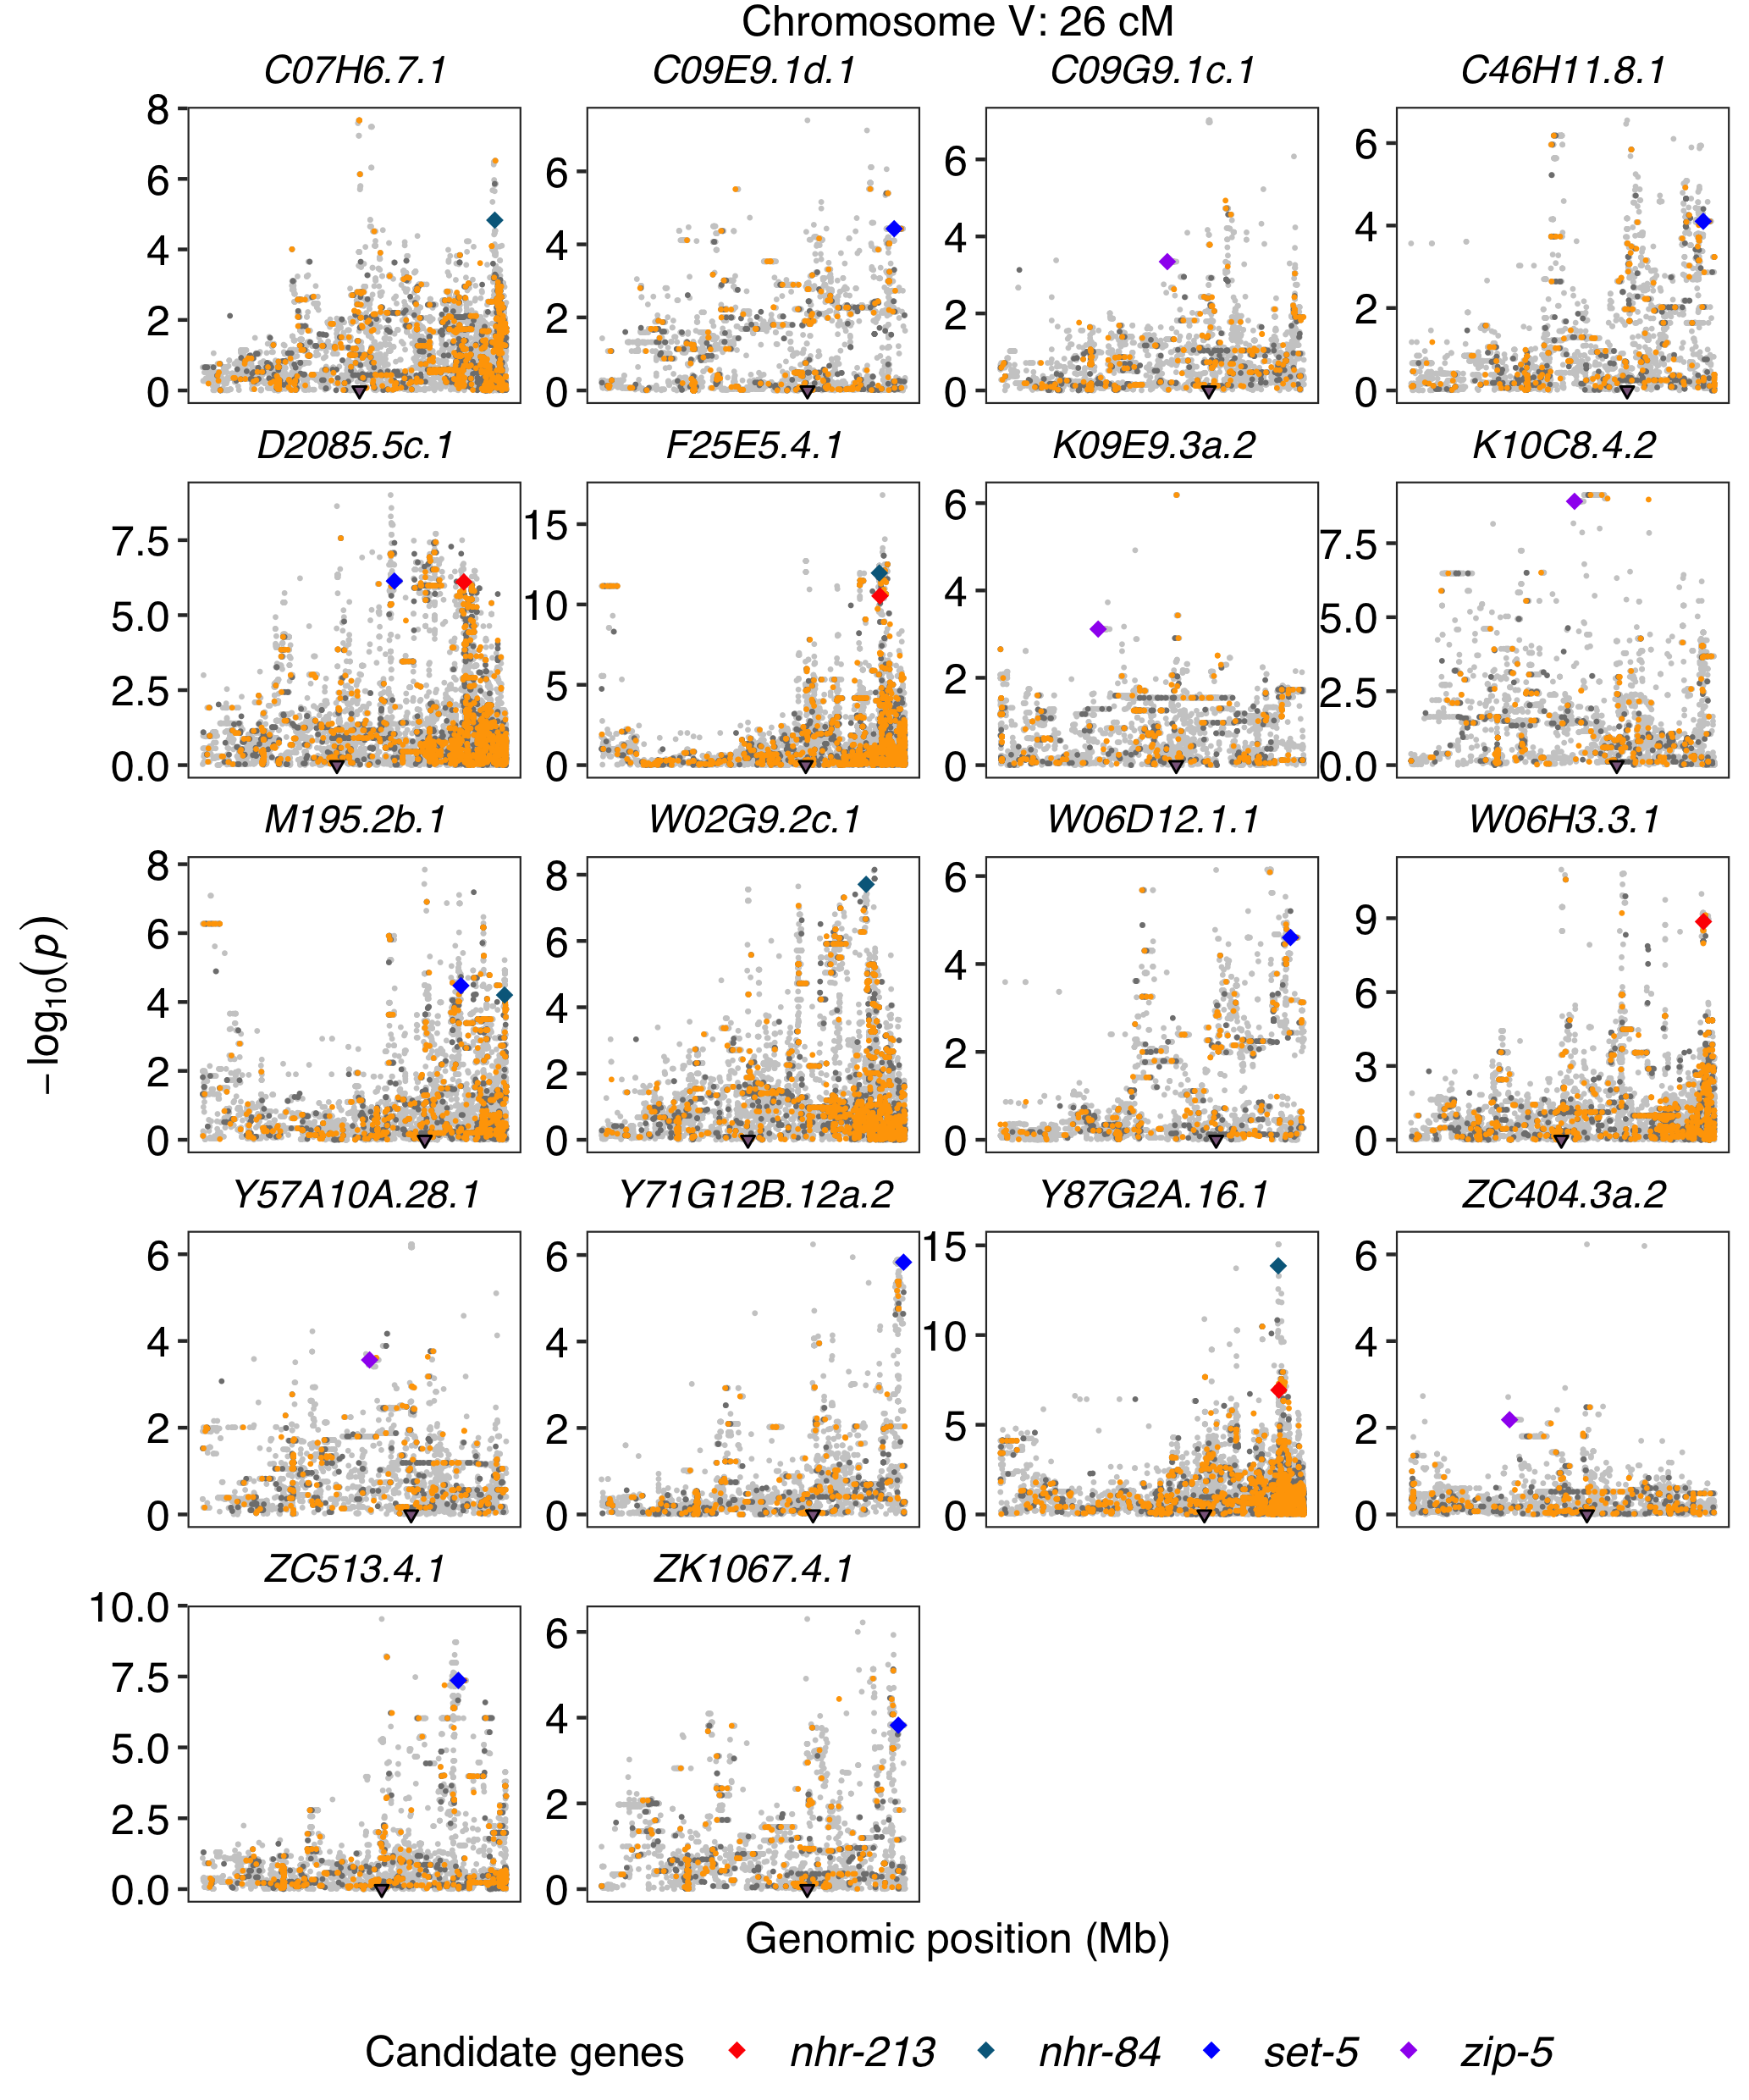 Chromosome V: 26 cM
C07H6.7.1 C09E9.1d.1 C09G9.1c.1 C46H11.8.1
8 6 4 2 0
6 4 2 0
6 4 2 0
6 4 2 0
D2085.5c.1 F25E5.4.1 K09E9.3a.2 K10C8.4.2
7.5 5.0 2.5 0.0
15 10 5 0
6 4 2 0
7.5 5.0 2.5 0.0
M195.2b.1 W02G9.2c.1 W06D12.1.1 W06H3.3.1
8 6 4 2 0
8 6 4 2 0
6 4 2 0
9 6 3 0
Y57A10A.28.1 Y71G12B.12a.2 Y87G2A.16.1 ZC404.3a.2
6 4 2 0
6 4 2 0
15 10 5 0
6 4 2 0
ZC513.4.1 ZK1067.4.1
10.0 7.5 5.0 2.5 0.0
6 4 2 0
−log10(p)
Genomic position (Mb)
Candidate genes nhr-213 nhr-84 set-5 zip-5